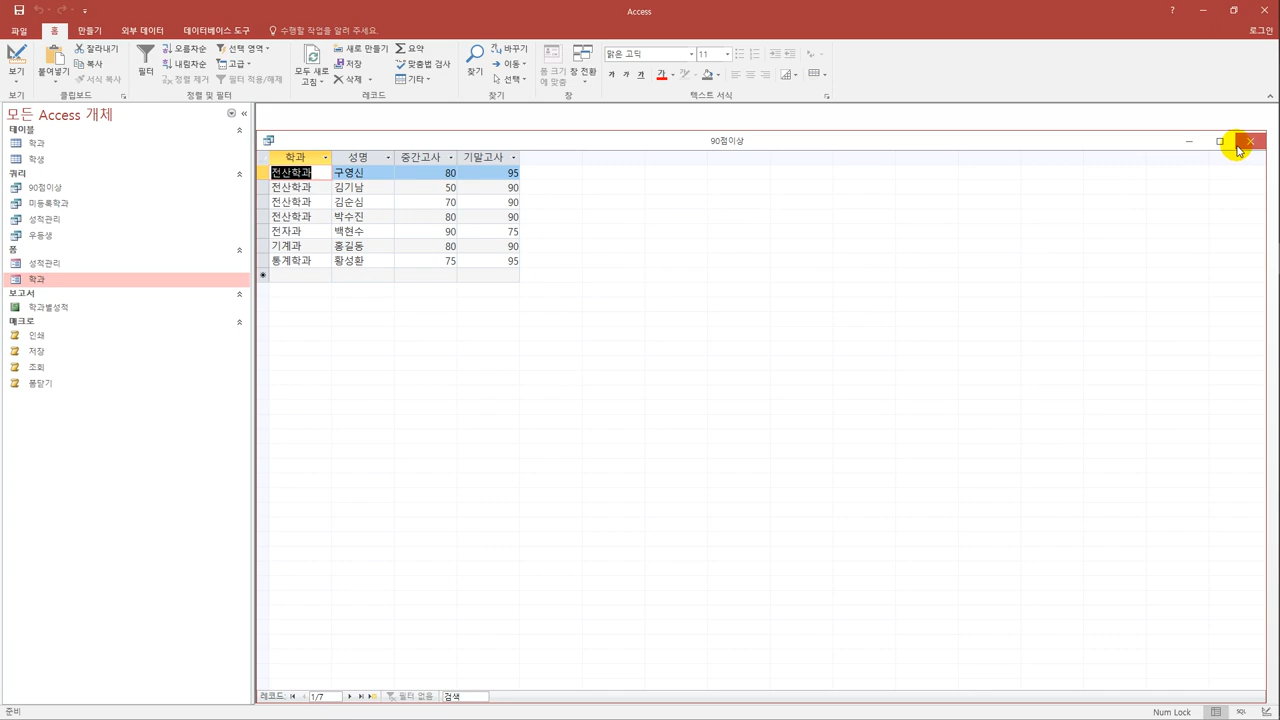 Access
파일 홈 만들기 외부 데이터 데이터베이스 도구 수행할 작업을 알려 주세요. 로그인
보기
붙여넣기
잘라내기
복사
서식 복사
필터
오름차순
내림차순
정렬 제거
선택 영역
고급
필터 적용/해제
모두 새로 고침
새로 만들기
저장
삭제
요약
맞춤법 검사
기타
찾기
바꾸기
이동
선택
폼 크기에 맞춤
창 전환
맑은 고딕 11
가 가 가 가
보기 클립보드 정렬 및 필터 레코드 찾기 창 텍스트 서식
모든 Access 개체
테이블
학과
학생
쿼리
90점이상
미등록학과
성적관리
우등생
폼
성적관리
학과
보고서
학과별성적
매크로
인쇄
저장
조회
폼닫기
90점이상
학과 성명 중간고사 기말고사
전산학과 구영신 80 95
전산학과 김기남 50 90
전산학과 김순심 70 90
전산학과 박수진 80 90
전자과 백현수 90 75
기계과 홍길동 80 90
통계학과 황성환 75 95
레코드: 1/7 필터 없음 검색
준비 Num Lock SQL